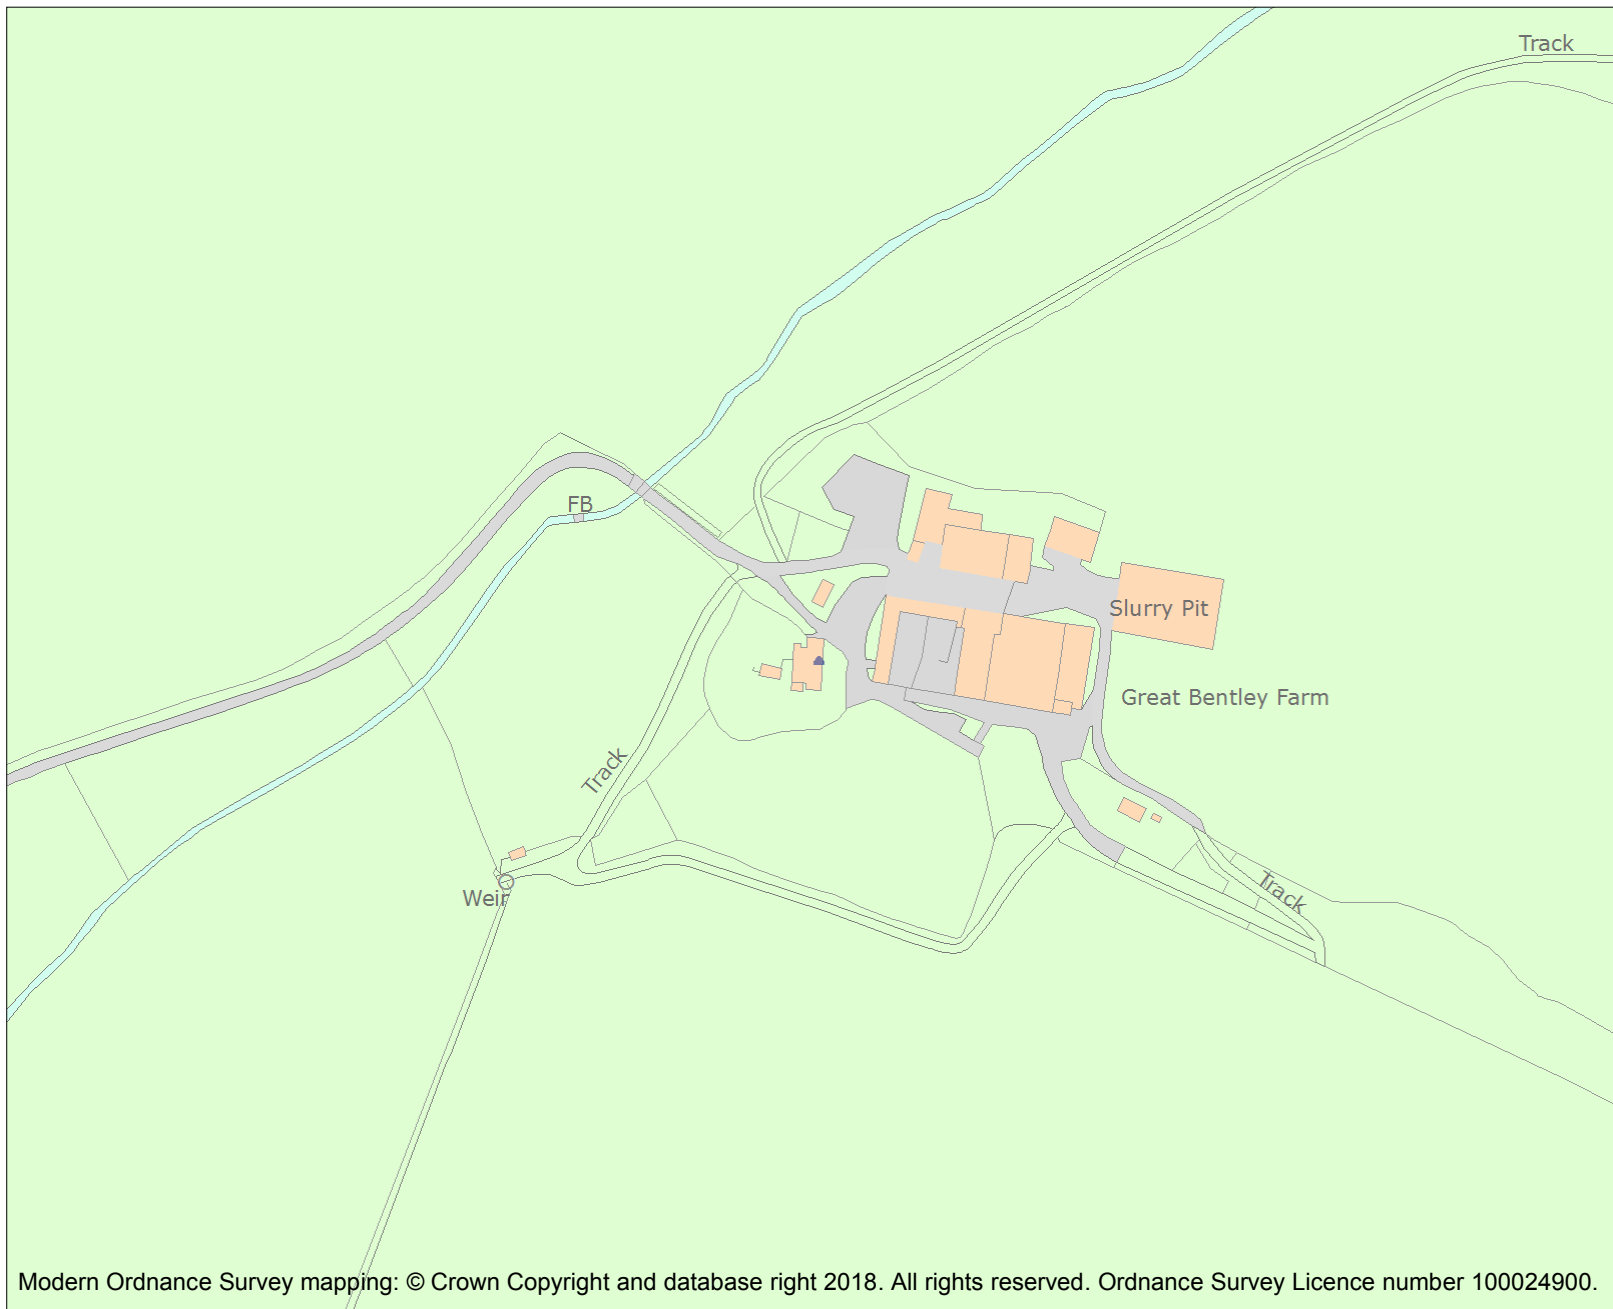 Track
FB
Slurry Pit
Great Bentley Farm
Track
Track
Weir
Modern Ordnance Survey mapping: © Crown Copyright and database right 2018. All rights reserved. Ordnance Survey Licence number 100024900.